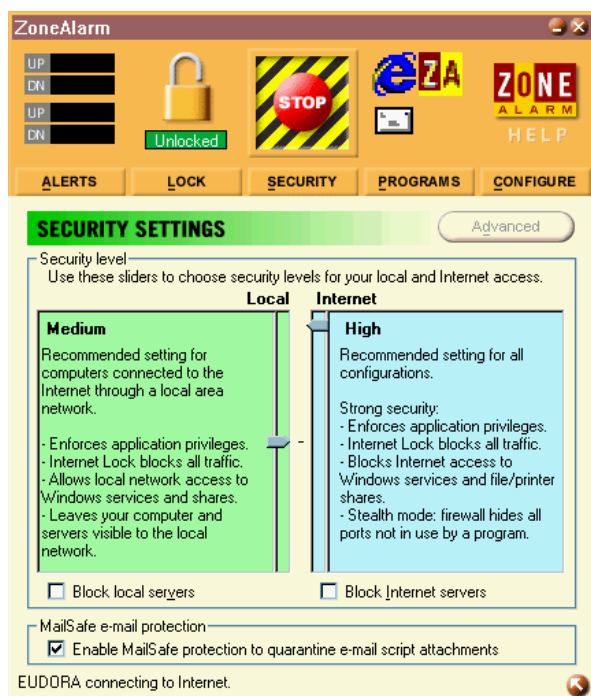 ZoneAlarm
UP
DN
UP
DN
Unlocked
STOP
ZA
ZONE
ALARM
HELP
ALERTS
LOCK
SECURITY
PROGRAMS
CONFIGURE
SECURITY SETTINGS
Advanced
Security level
Use these sliders to choose security levels for your local and Internet access.
Local
Internet
Medium
Recommended setting for
computers connected to the
Internet through a local area
network.
- Enforces application privileges.
- Internet Lock blocks all traffic.
- Allows local network access to
Windows services and shares.
- Leaves your computer and
servers visible to the local
network.
High
Recommended setting for all
configurations.
Strong security:
- Enforces application privileges.
- Internet Lock blocks all traffic.
- Blocks Internet access to
Windows services and file/printer
shares.
- Stealth mode: firewall hides all
ports not in use by a program.
Block local servers
Block Internet servers
MailSafe e-mail protection
Enable MailSafe protection to quarantine e-mail script attachments
EUDORA connecting to Internet.